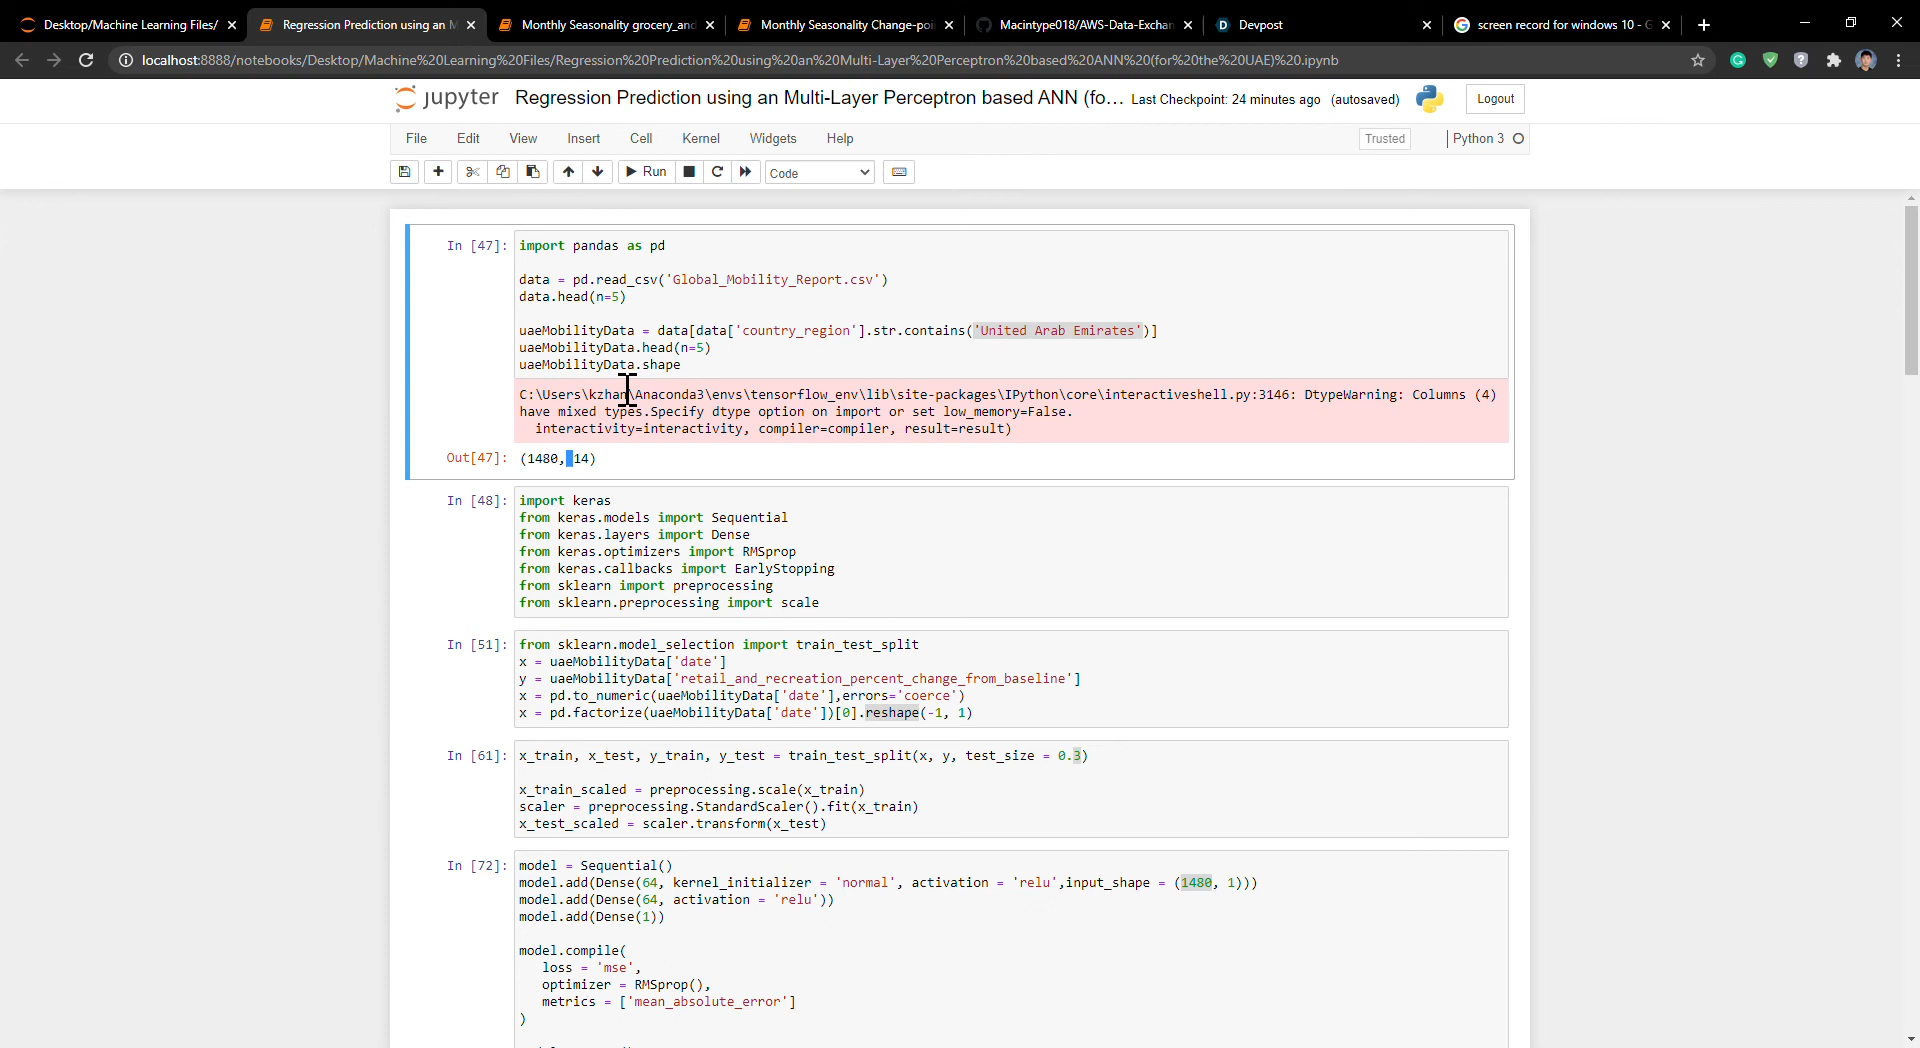 Desktop/Machine Learning Files/
Regression Prediction using an M
Monthly Seasonality grocery_and
Monthly Seasonality Change-poi
Macintype018/AWS-Data-Exchan
Devpost
screen record for windows 10 - G
localhost:8888/notebooks/Desktop/Machine%20Learning%20Files/Regression%20Prediction%20using%20an%20Multi-Layer%20Perceptron%20based%20ANN%20(for%20the%20UAE)%20.ipynb
jupyter Regression Prediction using an Multi-Layer Perceptron based ANN (fo... Last Checkpoint: 24 minutes ago (autosaved) Logout
File Edit View Insert Cell Kernel Widgets Help Trusted Python 3
Run Code
In [47]: import pandas as pd
data = pd.read_csv('Global_Mobility_Report.csv')
data.head(n=5)
uaeMobilityData = data[data['country_region'].str.contains('United Arab Emirates')]
uaeMobilityData.head(n=5)
uaeMobilityData.shape
C:\Users\kzhan\Anaconda3\envs\tensorflow_env\lib\site-packages\IPython\core\interactiveshell.py:3146: DtypeWarning: Columns (4)
have mixed types.Specify dtype option on import or set low_memory=False.
interactivity=interactivity, compiler=compiler, result=result)
Out[47]: (1480, 14)
In [48]: import keras
from keras.models import Sequential
from keras.layers import Dense
from keras.optimizers import RMSprop
from keras.callbacks import EarlyStopping
from sklearn import preprocessing
from sklearn.preprocessing import scale
In [51]: from sklearn.model_selection import train_test_split
x = uaeMobilityData['date']
y = uaeMobilityData['retail_and_recreation_percent_change_from_baseline']
x = pd.to_numeric(uaeMobilityData['date'],errors='coerce')
x = pd.factorize(uaeMobilityData['date'])[0].reshape(-1, 1)
In [61]: x_train, x_test, y_train, y_test = train_test_split(x, y, test_size = 0.3)
x_train_scaled = preprocessing.scale(x_train)
scaler = preprocessing.StandardScaler().fit(x_train)
x_test_scaled = scaler.transform(x_test)
In [72]: model = Sequential()
model.add(Dense(64, kernel_initializer = 'normal', activation = 'relu',input_shape = (1480, 1)))
model.add(Dense(64, activation = 'relu'))
model.add(Dense(1))
model.compile(
loss = 'mse',
optimizer = RMSprop(),
metrics = ['mean_absolute_error']
)